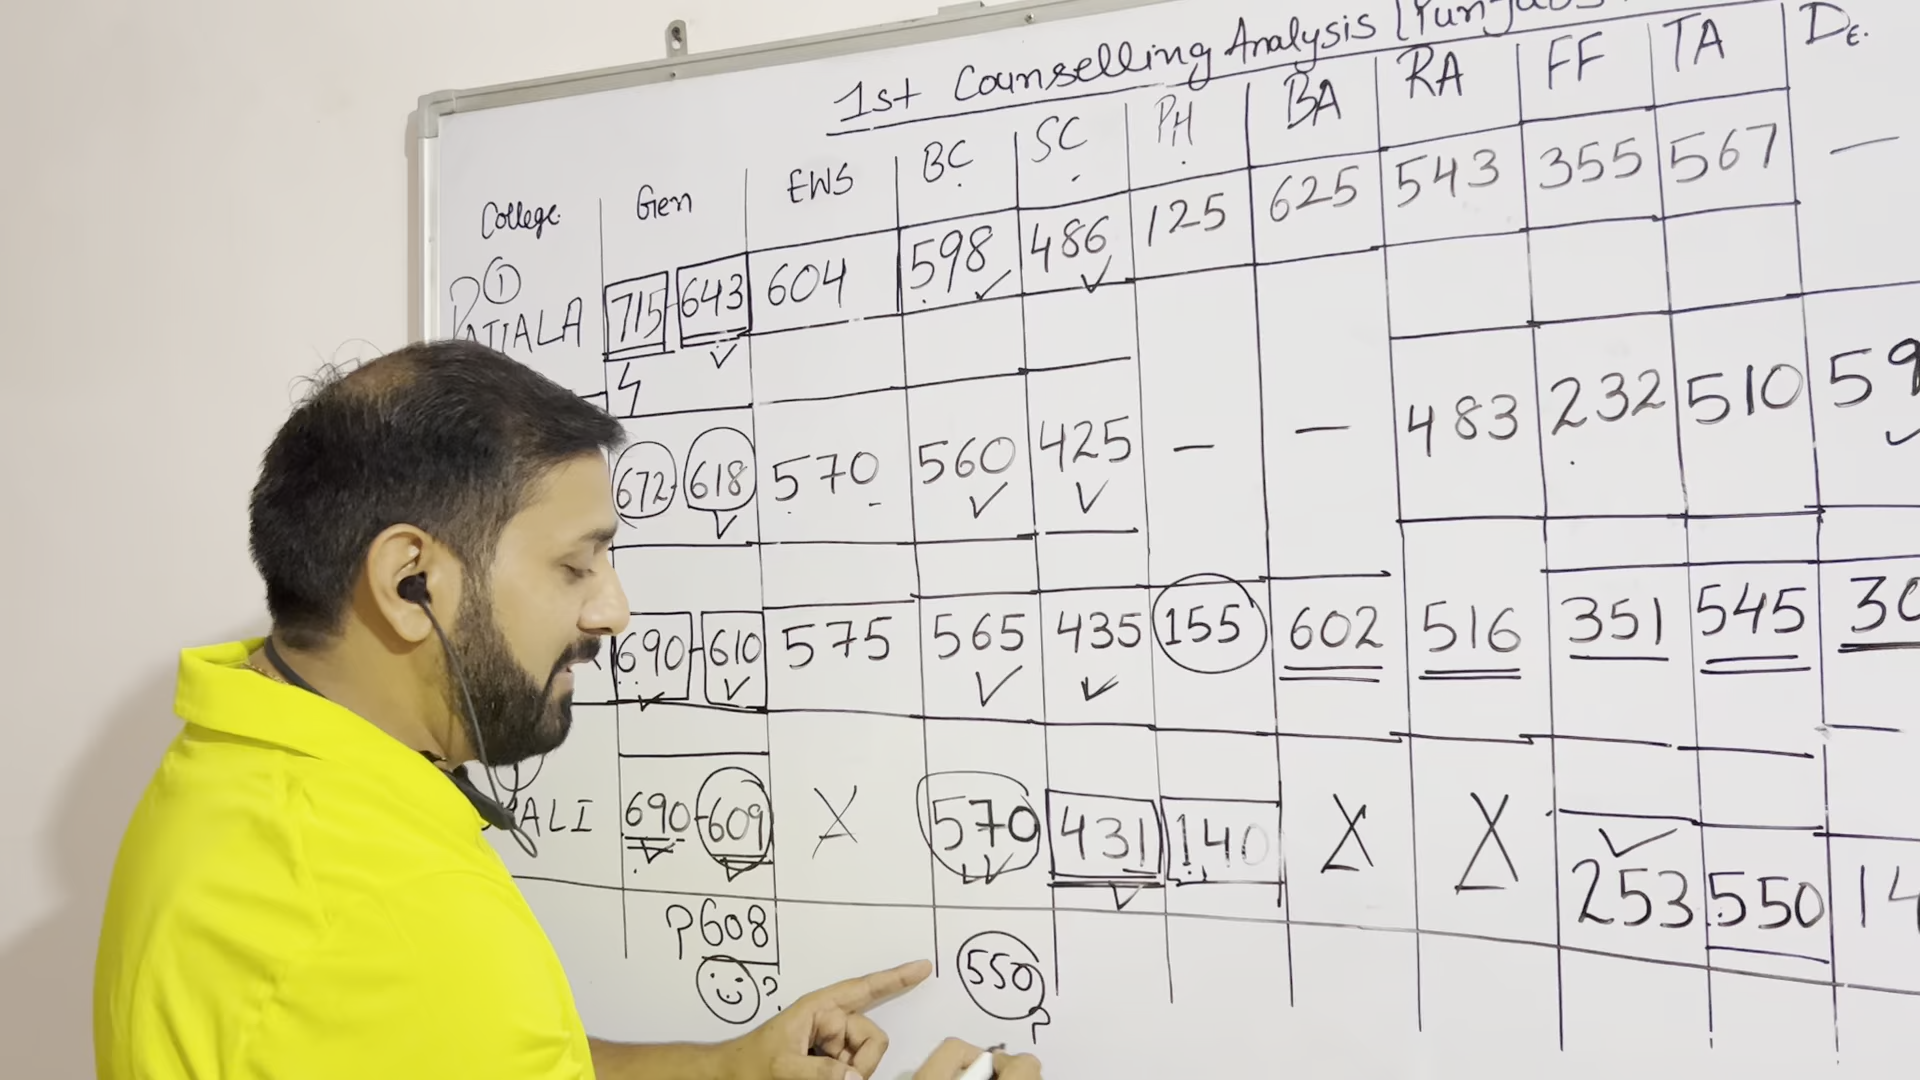 1st Counselling Analysis (Punjab
College Gen EWS BC SC PH BA RA FF TA DE.
1
PATIALA 715-643 604 598 486 125 625 543 355 567 —
672-618 570 560 425 — — 483 232 510 59
690-610 575 565 435 155 602 516 351 545 30
ALI 690-609 X 570 431 140 X X 253 550 14
608
?
550
?